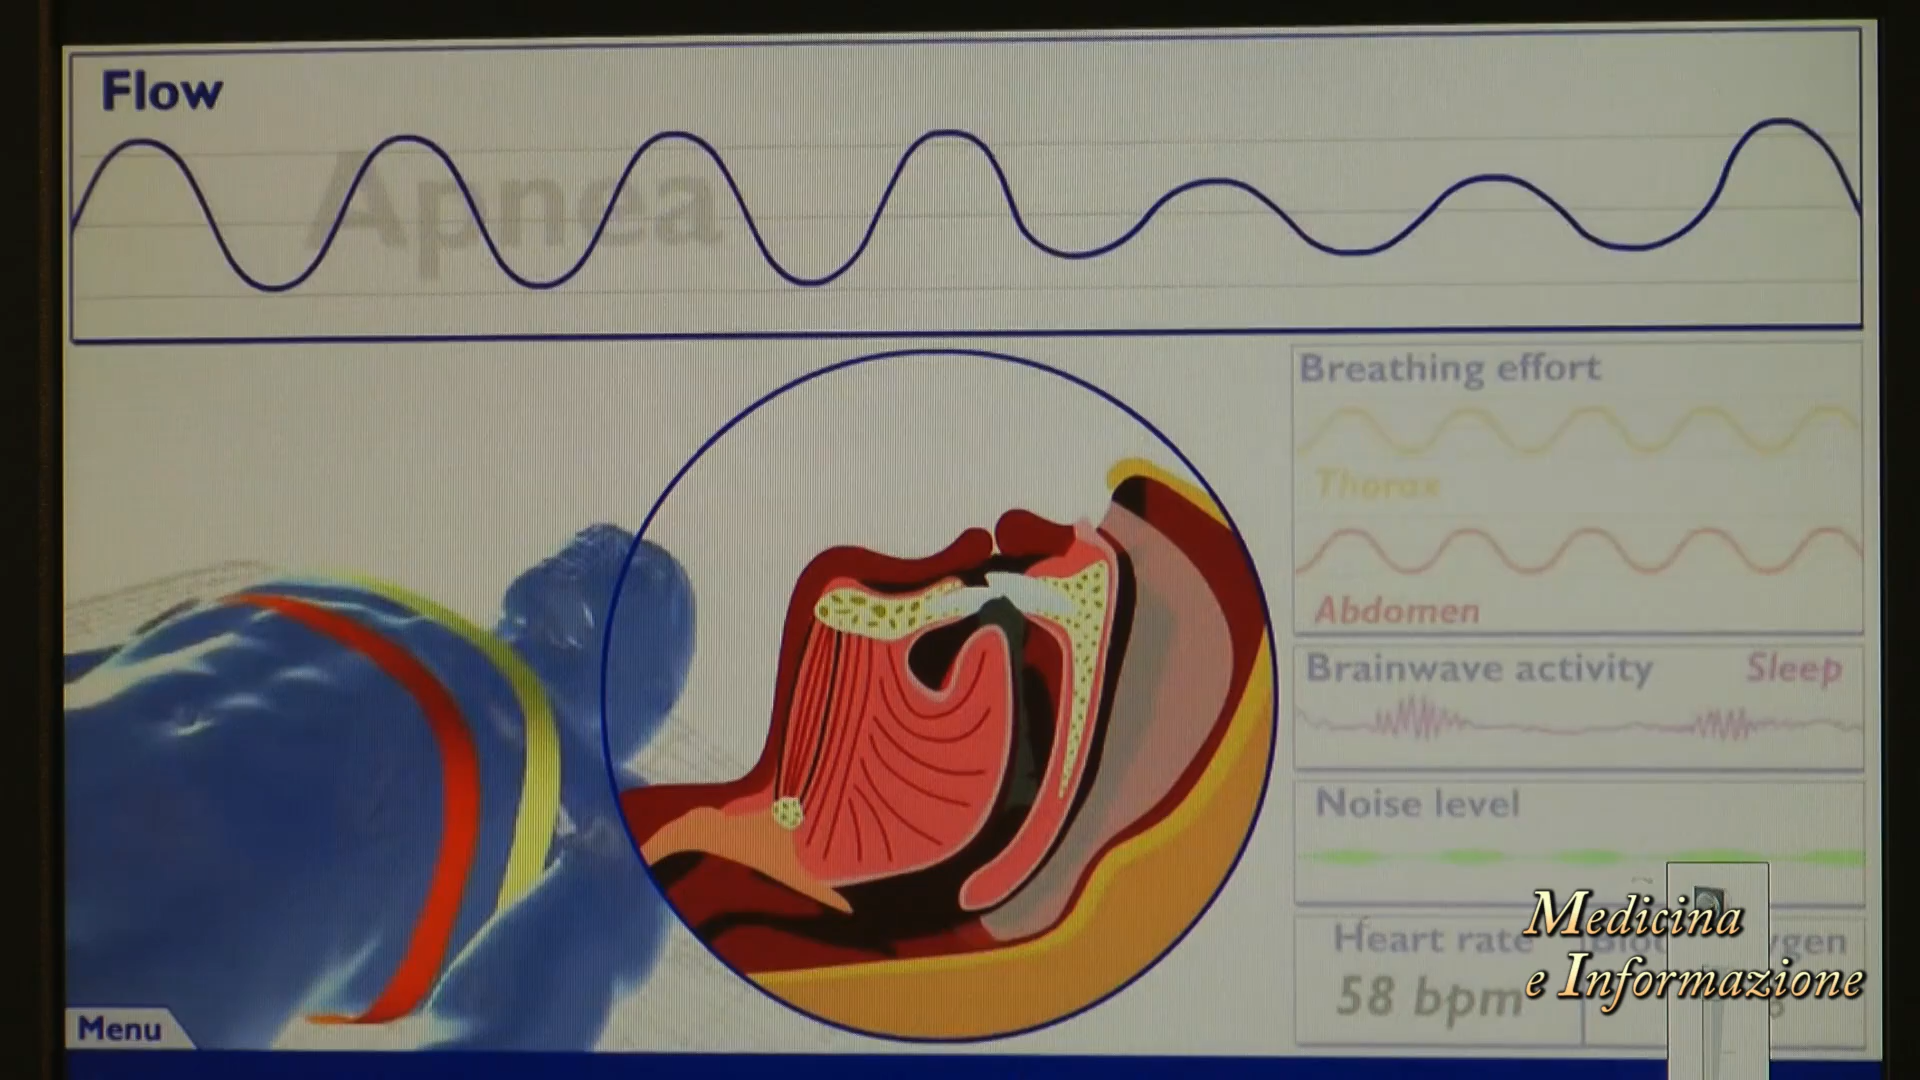 Flow
Apnea
Breathing effort
Thorax
Abdomen
Brainwave activity
Sleep
Noise level
Heart rate
58 bpm
Menu
Medicina
e Informazione